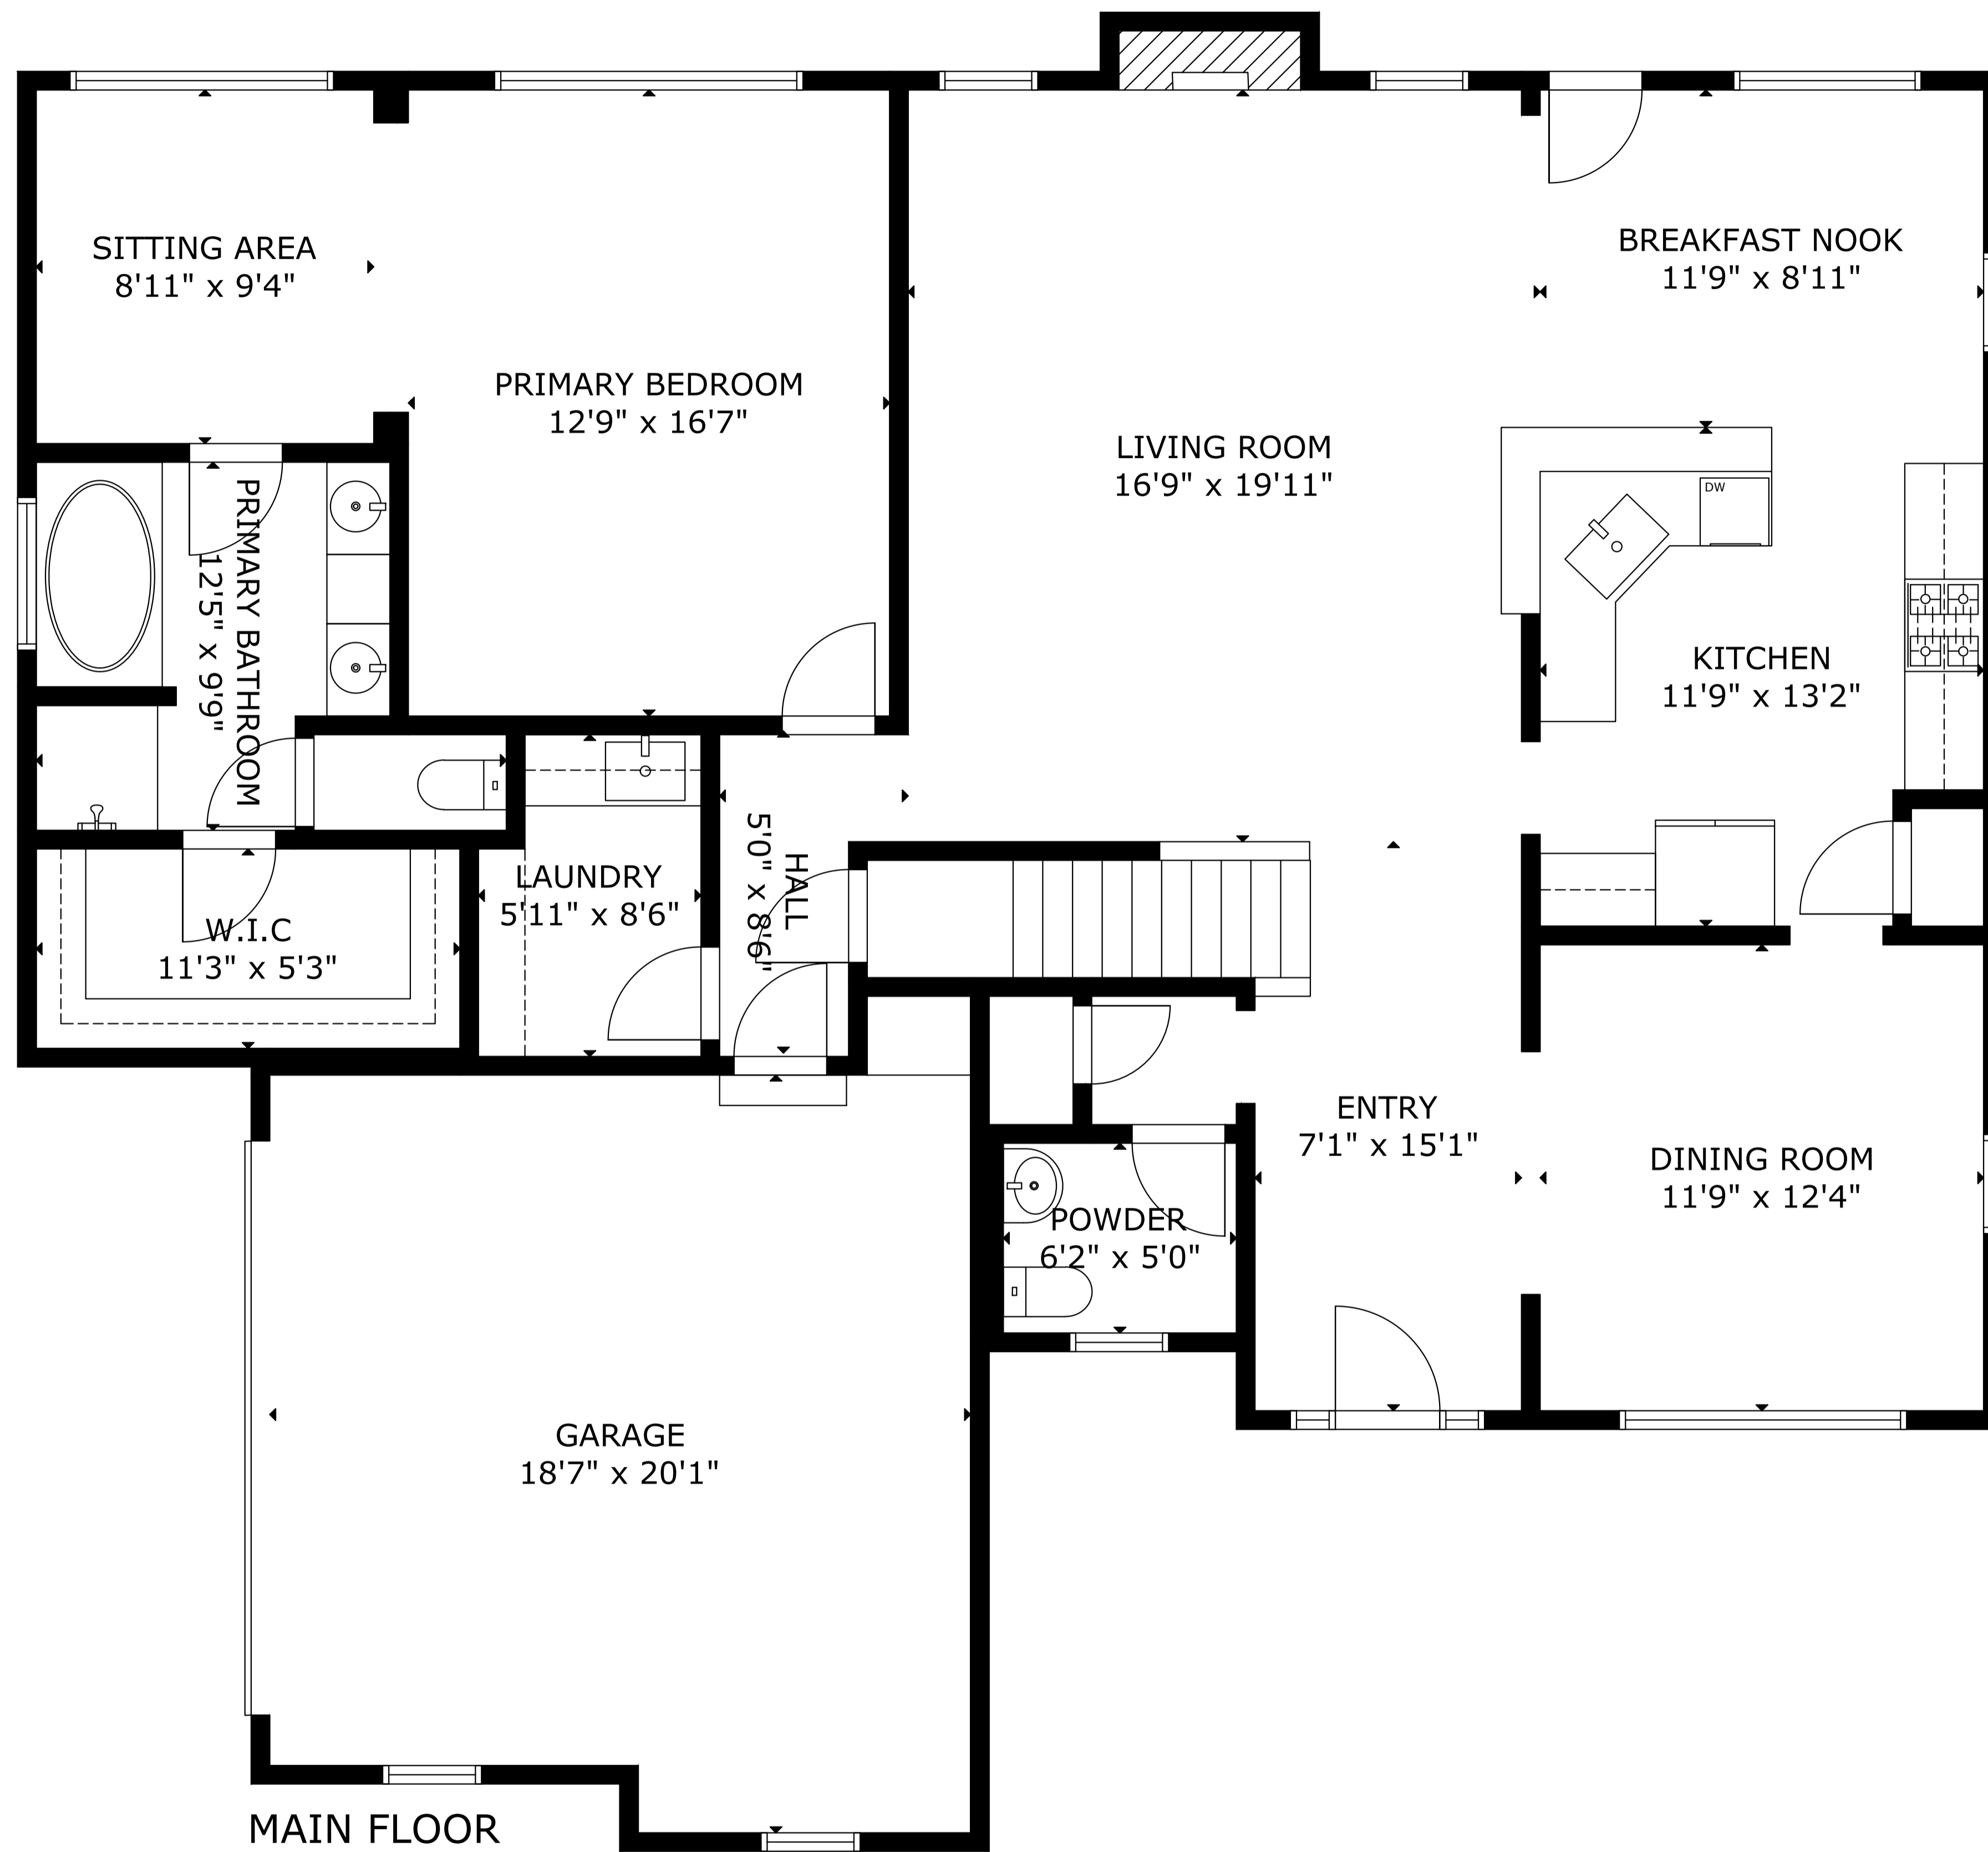 SITTING AREA
8'11" x 9'4"
BREAKFAST NOOK
11'9" x 8'11"
PRIMARY BEDROOM
12'9" x 16'7"
LIVING ROOM
16'9" x 19'11"
DW
PRIMARY BATHROOM
12'5" x 9'9"
KITCHEN
11'9" x 13'2"
HALL
5'0" x 8'6"
LAUNDRY
5'11" x 8'6"
W.I.C
11'3" x 5'3"
ENTRY
7'1" x 15'1"
DINING ROOM
11'9" x 12'4"
POWDER
6'2" x 5'0"
GARAGE
18'7" x 20'1"
MAIN FLOOR